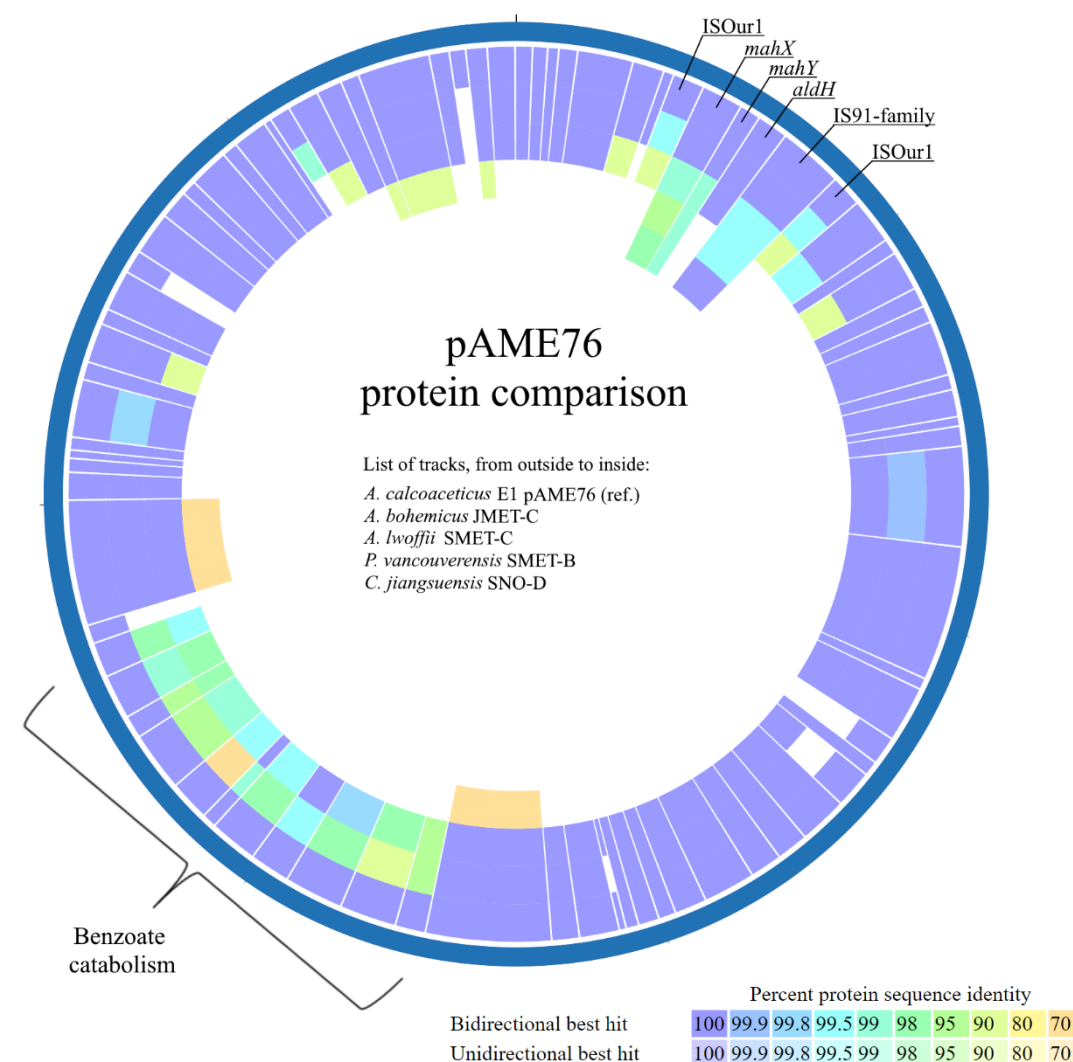 ISOur1
mahX
mahY
aldH
IS91-family
ISOur1
pAME76
protein comparison
List of tracks, from outside to inside:
A. calcoaceticus E1 pAME76 (ref.)
A. bohemicus JMET-C
A. lwoffii SMET-C
P. vancouverensis SMET-B
C. jiangsuensis SNO-D
Benzoate
catabolism
Percent protein sequence identity
Bidirectional best hit 100 99.9 99.8 99.5 99 98 95 90 80 70
Unidirectional best hit 100 99.9 99.8 99.5 99 98 95 90 80 70